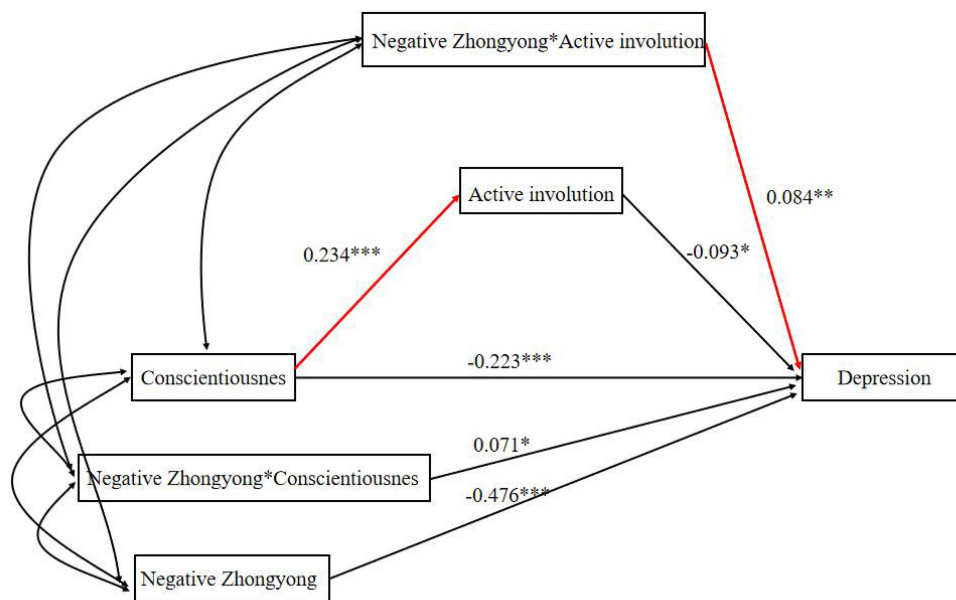 Negative Zhongyong*Active involution
Active involution
0.084**
0.234***
-0.093*
-0.223***
Conscientiousnes
Depression
0.071*
Negative Zhongyong*Conscientiousnes
-0.476***
Negative Zhongyong